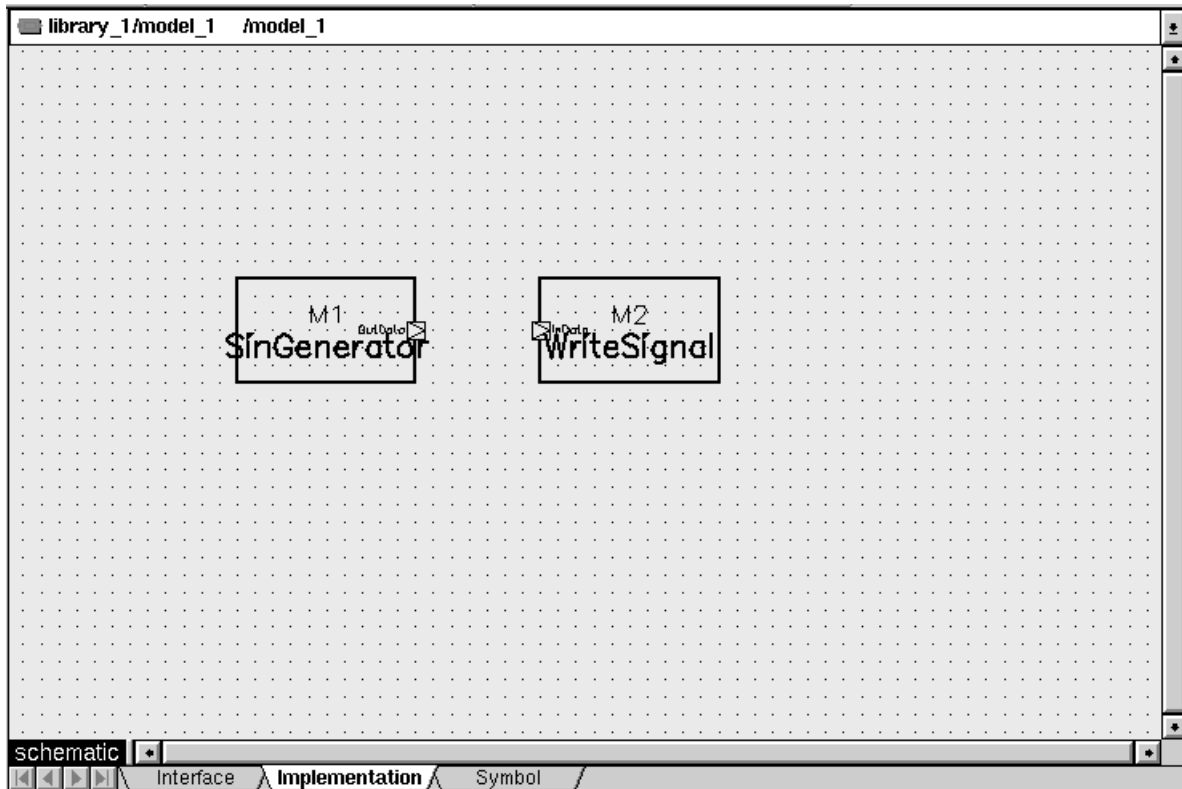 library_1/model_1 /model_1
M1
OutData
SinGenerator
M2
InData
WriteSignal
schematic
Interface Implementation Symbol